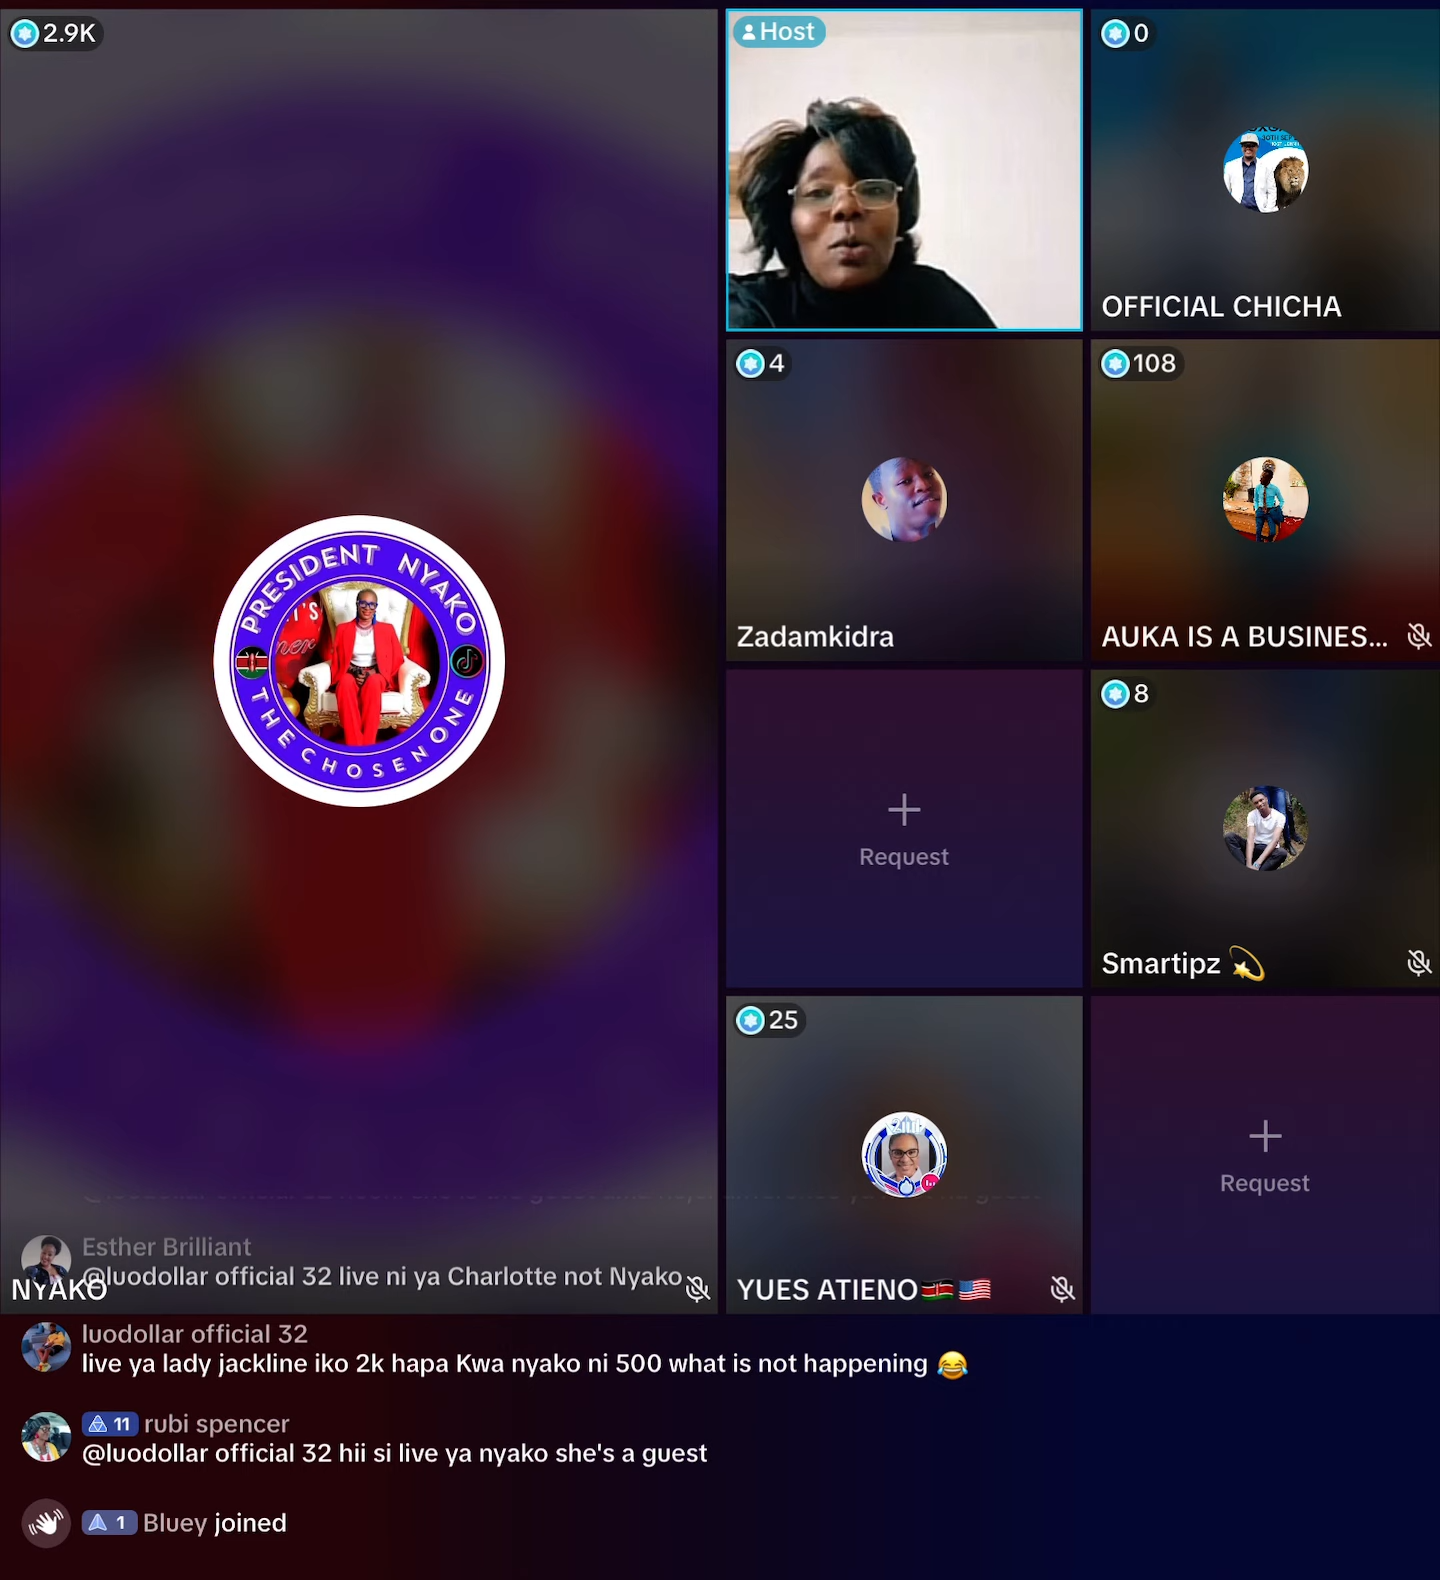 2.9K
Host
0
OFFICIAL CHICHA
4
Zadamkidra
108
AUKA IS A BUSINES...
PRESIDENT NYAKO
THE CHOSEN ONE
Request
8
Smartipz 💫
25
YUES ATIENO🇰🇪🇺🇸
Request
Esther Brilliant
@luodollar official 32 live ni ya Charlotte not Nyako
NYAKO
luodollar official 32
live ya lady jackline iko 2k hapa Kwa nyako ni 500 what is not happening 😂
11 rubi spencer
@luodollar official 32 hii si live ya nyako she's a guest
1 Bluey joined